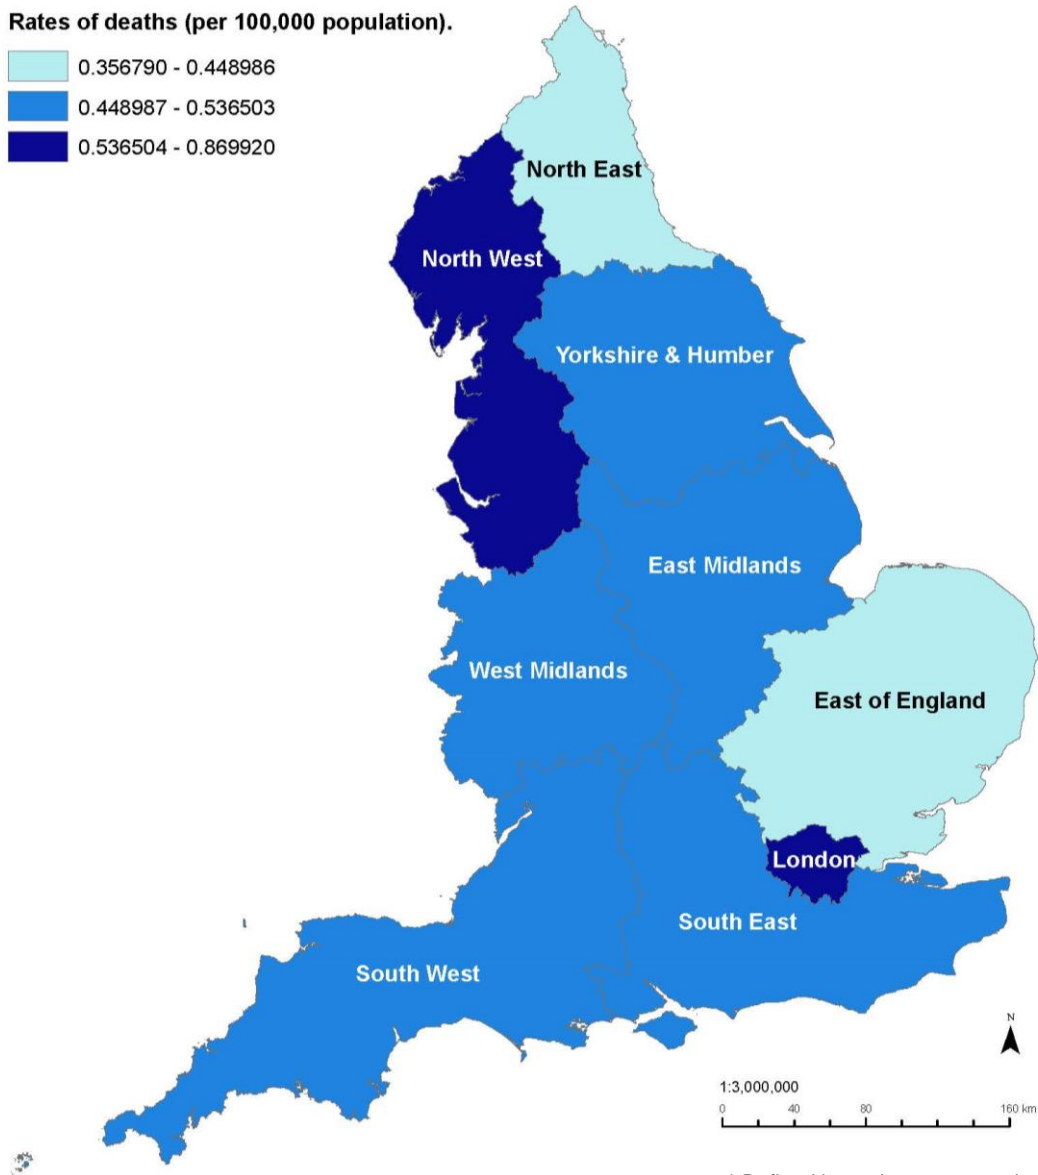 Rates of deaths (per 100,000 population).
0.356790 - 0.448986
0.448987 - 0.536503
0.536504 - 0.869920
North East
North West
Yorkshire & Humber
East Midlands
West Midlands
East of England
London
South East
South West
N
1:3,000,000
0 40 80 160 km